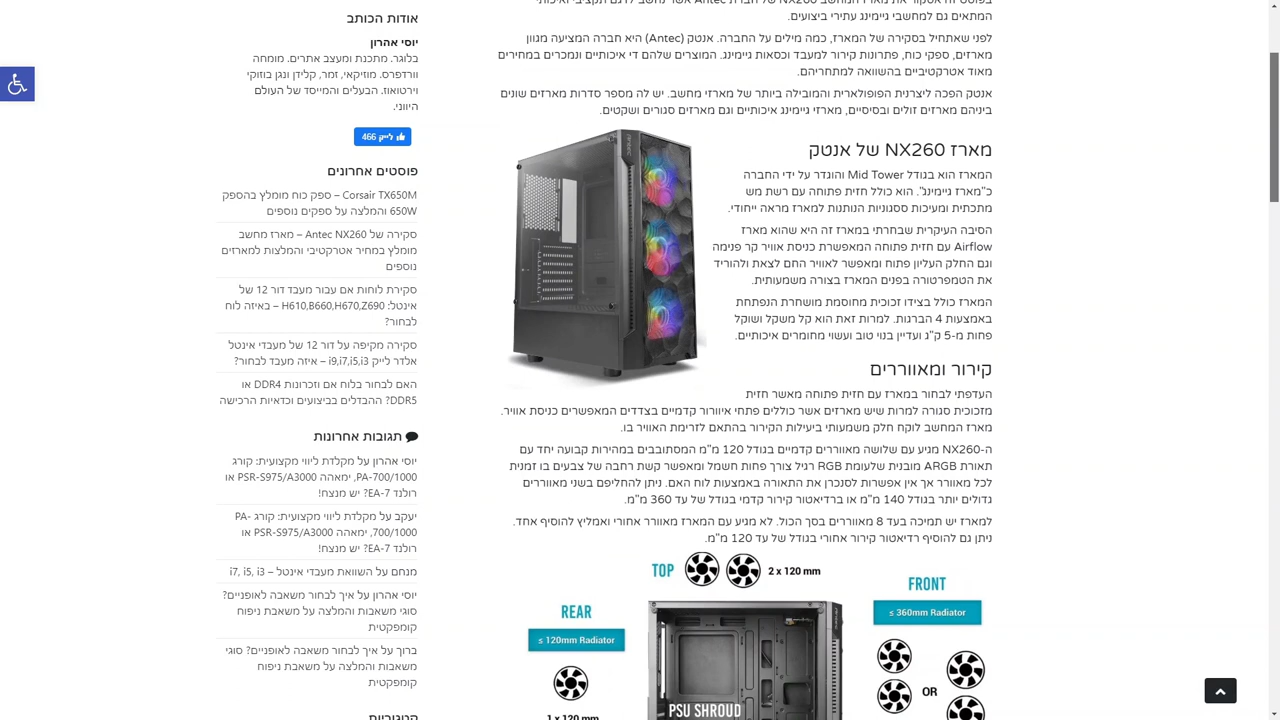 בפוסט זה אסקור את מארז המחשב NX260 של חברת Antec אשר נחשב לדגם תקציבי ואיכותי
המתאים גם למחשבי גיימינג עתירי ביצועים.
לפני שאתחיל בסקירה של המארז, כמה מילים על החברה. אנטק (Antec) היא חברה המציעה מגוון
מארזים, ספקי כוח, פתרונות קירור למעבד וכסאות גיימינג. המוצרים שלהם די איכותיים ונמכרים במחירים
מאוד אטרקטיביים בהשוואה למתחריהם.
אנטק הפכה ליצרנית הפופולארית והמובילה ביותר של מארזי מחשב. יש לה מספר סדרות מארזים שונים
ביניהם מארזים זולים ובסיסיים, מארזי גיימינג איכותיים וגם מארזים סגורים ושקטים.
מארז NX260 של אנטק
המארז הוא בגודל Mid Tower והוגדר על ידי החברה
כ"מארז גיימינג". הוא כולל חזית פתוחה עם רשת מש
מתכתית ומעיכות ססגוניות הנותנות למארז מראה ייחודי.
הסיבה העיקרית שבחרתי במארז זה היא שהוא מארז
Airflow עם חזית פתוחה המאפשרת כניסת אוויר קר פנימה
וגם החלק העליון פתוח ומאפשר לאוויר החם לצאת ולהוריד
את הטמפרטורה בפנים המארז בצורה משמעותית.
המארז כולל בצידו זכוכית מחוסמת מושחרת הנפתחת
באמצעות 4 הברגות. למרות זאת הוא קל משקל ושוקל
פחות מ-5 ק"ג ועדיין בנוי טוב ועשוי מחומרים איכותיים.
קירור ומאווררים
העדפתי לבחור במארז עם חזית פתוחה מאשר חזית
מזכוכית סגורה למרות שיש מארזים אשר כוללים פתחי איוורור קדמיים בצדדים המאפשרים כניסת אוויר.
מארז המחשב לוקח חלק משמעותי ביעילות הקירור בהתאם לזרימת האוויר בו.
ה-NX260 מגיע עם שלושה מאווררים קדמיים בגודל 120 מ"מ המסתובבים במהירות קבועה יחד עם
תאורת ARGB מובנית שלעומת RGB רגיל צורך פחות חשמל ומאפשר קשת רחבה של צבעים בו זמנית
לכל מאוורר אך אין אפשרות לסנכרן את התאורה באמצעות לוח האם. ניתן להחליפם בשני מאווררים
גדולים יותר בגודל 140 מ"מ או ברדיאטור קירור קדמי בגודל של עד 360 מ"מ.
למארז יש תמיכה בעד 8 מאווררים בסך הכול. לא מגיע עם המארז מאוורר אחורי ואמליץ להוסיף אחד.
ניתן גם להוסיף רדיאטור קירור אחורי בגודל של עד 120 מ"מ.
TOP
2 x 120 mm
FRONT
≤ 360mm Radiator
REAR
≤ 120mm Radiator
OR
PSU SHROUD
1 x 120 mm
אודות הכותב
יוסי אהרון
בלוגר. מתכנת ומעצב אתרים. מומחה
וורדפרס. מוזיקאי, זמר, קלידן ונגן בוזוקי
וירטואוז. הבעלים והמייסד של העולם
היווני.
לייק 466
פוסטים אחרונים
Corsair TX650M – ספק כוח מומלץ בהספק
650W והמלצה על ספקים נוספים
סקירה של Antec NX260 – מארז מחשב
מומלץ במחיר אטרקטיבי והמלצות למארזים
נוספים
סקירת לוחות אם עבור מעבד דור 12 של
אינטל: H610,B660,H670,Z690 – באיזה לוח
לבחור?
סקירה מקיפה על דור 12 של מעבדי אינטל
אלדר לייק i9,i7,i5,i3 – איזה מעבד לבחור?
האם לבחור בלוח אם וזכרונות DDR4 או
DDR5? ההבדלים בביצועים וכדאיות הרכישה
תגובות אחרונות
יוסי אהרון על מקלדת ליווי מקצועית: קורג
PA-700/1000, ימאהה PSR-S975/A3000 או
רולנד EA-7? יש מנצח!
יעקב על מקלדת ליווי מקצועית: קורג PA-
700/1000, ימאהה PSR-S975/A3000 או
רולנד EA-7? יש מנצח!
מנחם על השוואת מעבדי אינטל – i7, i5, i3
יוסי אהרון על איך לבחור משאבה לאופניים?
סוגי משאבות והמלצה על משאבת ניפוח
קומפקטית
ברוך על איך לבחור משאבה לאופניים? סוגי
משאבות והמלצה על משאבת ניפוח
קומפקטית
קטגוריות